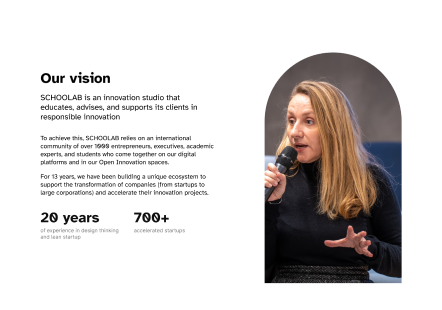 Our vision
SCHOOLAB is an innovation studio that
educates, advises, and supports its clients in
responsible innovation
To achieve this, SCHOOLAB relies on an international
community of over 1000 entrepreneurs, executives, academic
experts, and students who come together on our digital
platforms and in our Open Innovation spaces.
For 13 years, we have been building a unique ecosystem to
support the transformation of companies (from startups to
large corporations) and accelerate their innovation projects.
20 years
of experience in design thinking
and lean startup
700+
accelerated startups